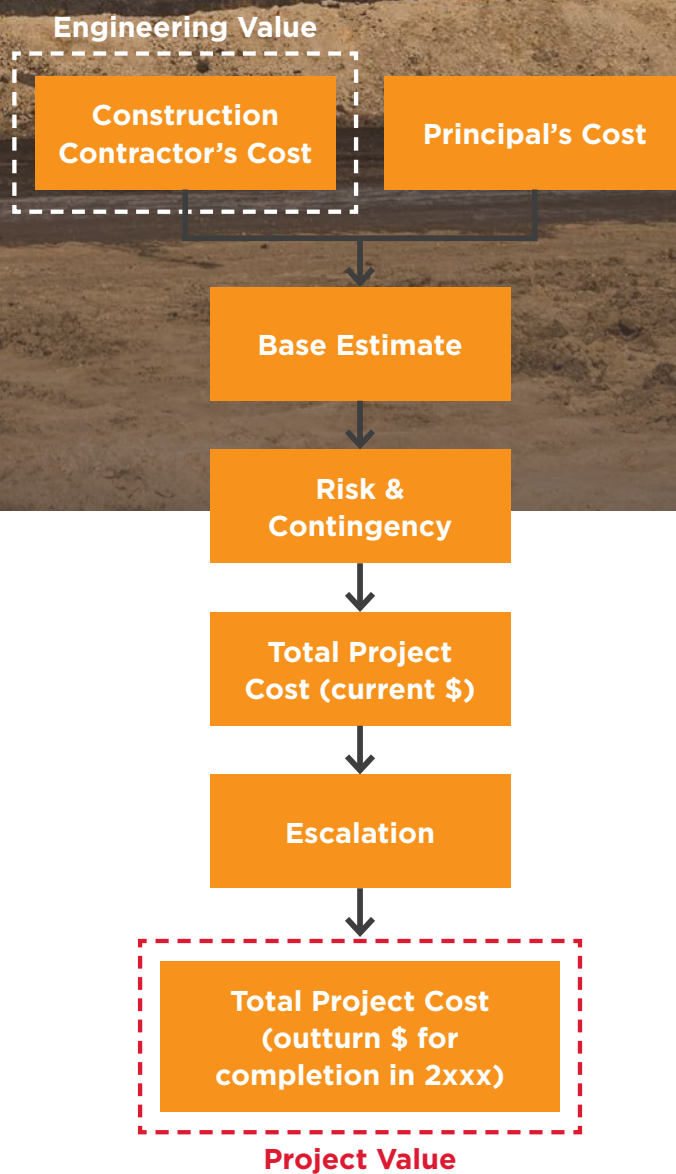 Engineering Value
Construction
Contractor’s Cost
Principal’s Cost
Base Estimate
Risk &
Contingency
Total Project
Cost (current $)
Escalation
Total Project Cost
(outturn $ for
completion in 2xxx)
Project Value